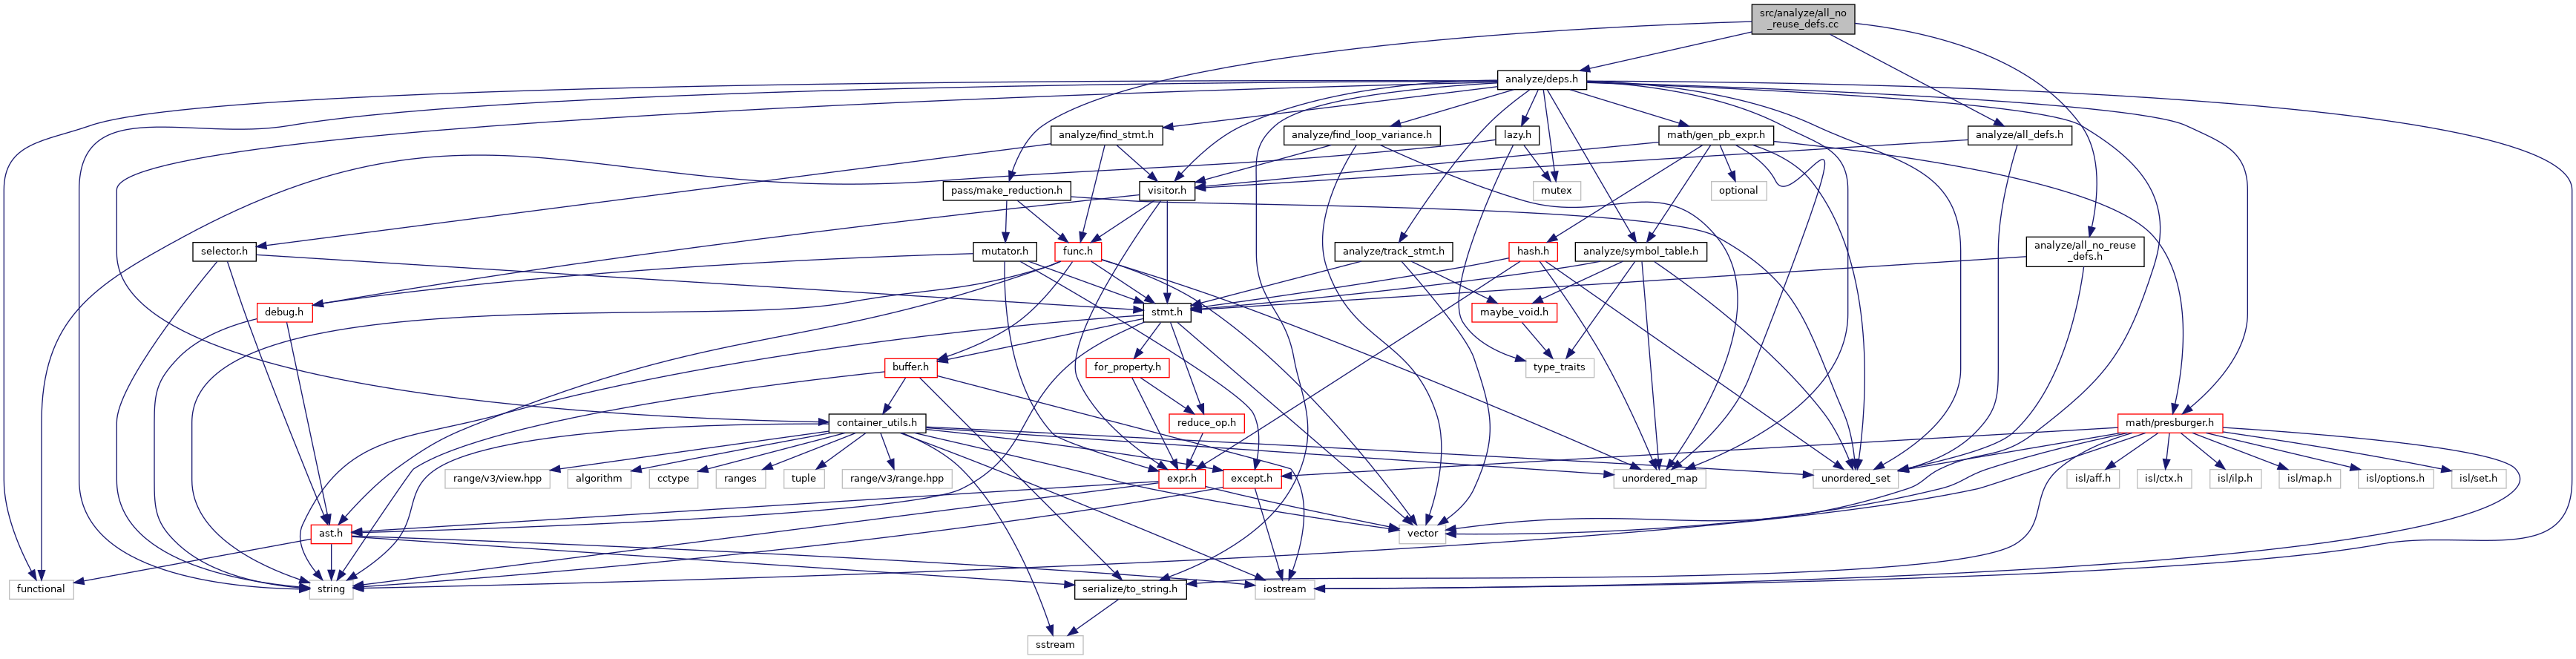 src/analyze/all_no
_reuse_defs.cc
analyze/deps.h
analyze/find_stmt.h
analyze/find_loop_variance.h
lazy.h
math/gen_pb_expr.h
analyze/all_defs.h
pass/make_reduction.h
visitor.h
mutex
optional
selector.h
mutator.h
func.h
analyze/track_stmt.h
hash.h
analyze/symbol_table.h
analyze/all_no_reuse
_defs.h
debug.h
stmt.h
maybe_void.h
buffer.h
for_property.h
type_traits
container_utils.h
reduce_op.h
math/presburger.h
range/v3/view.hpp
algorithm
cctype
ranges
tuple
range/v3/range.hpp
expr.h
except.h
unordered_map
unordered_set
isl/aff.h
isl/ctx.h
isl/ilp.h
isl/map.h
isl/options.h
isl/set.h
ast.h
vector
functional
string
serialize/to_string.h
iostream
sstream